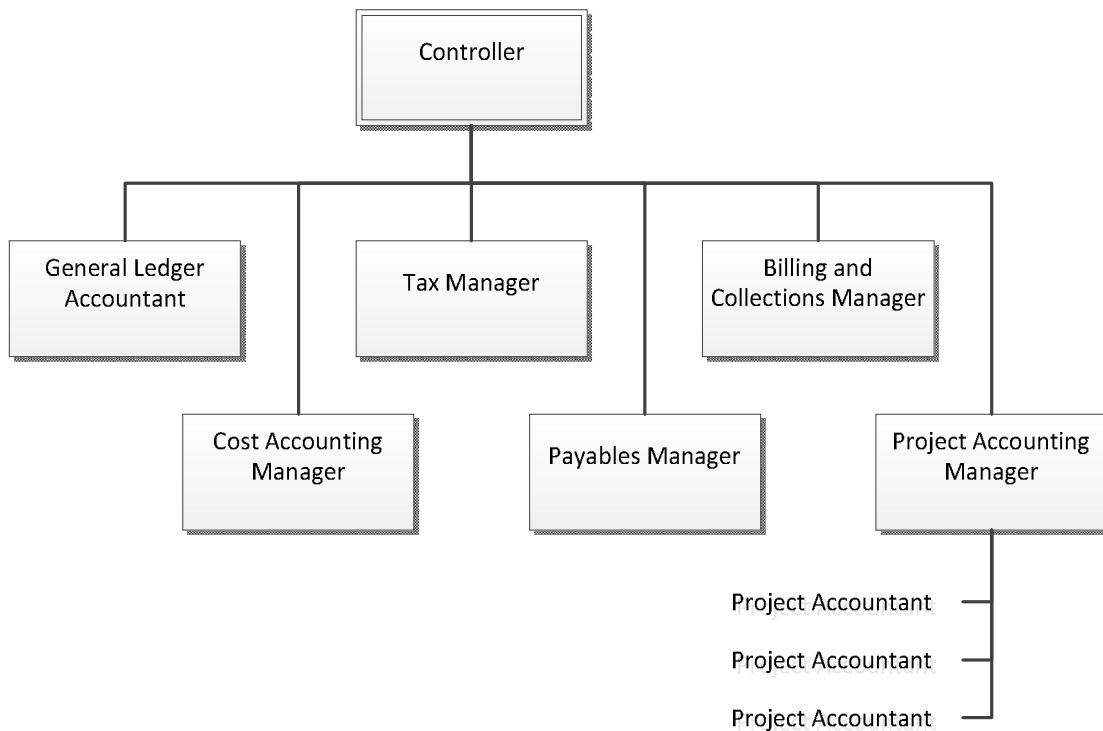 Controller
General Ledger
Accountant
Tax Manager
Billing and
Collections Manager
Cost Accounting
Manager
Payables Manager
Project Accounting
Manager
Project Accountant
Project Accountant
Project Accountant